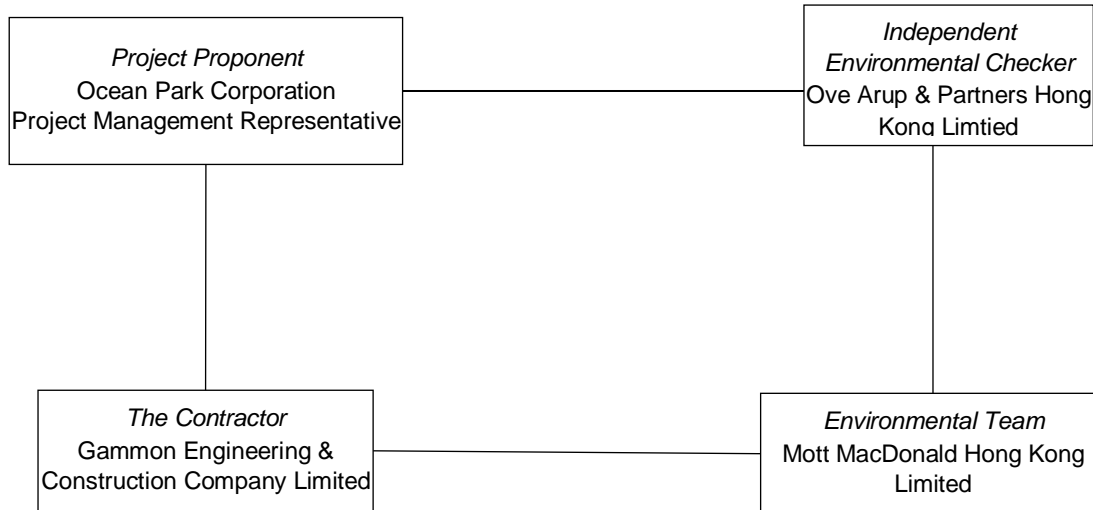 Project Proponent
Ocean Park Corporation
Project Management Representative
Independent
Environmental Checker
Ove Arup & Partners Hong
Kong Limtied
The Contractor
Gammon Engineering &
Construction Company Limited
Environmental Team
Mott MacDonald Hong Kong
Limited